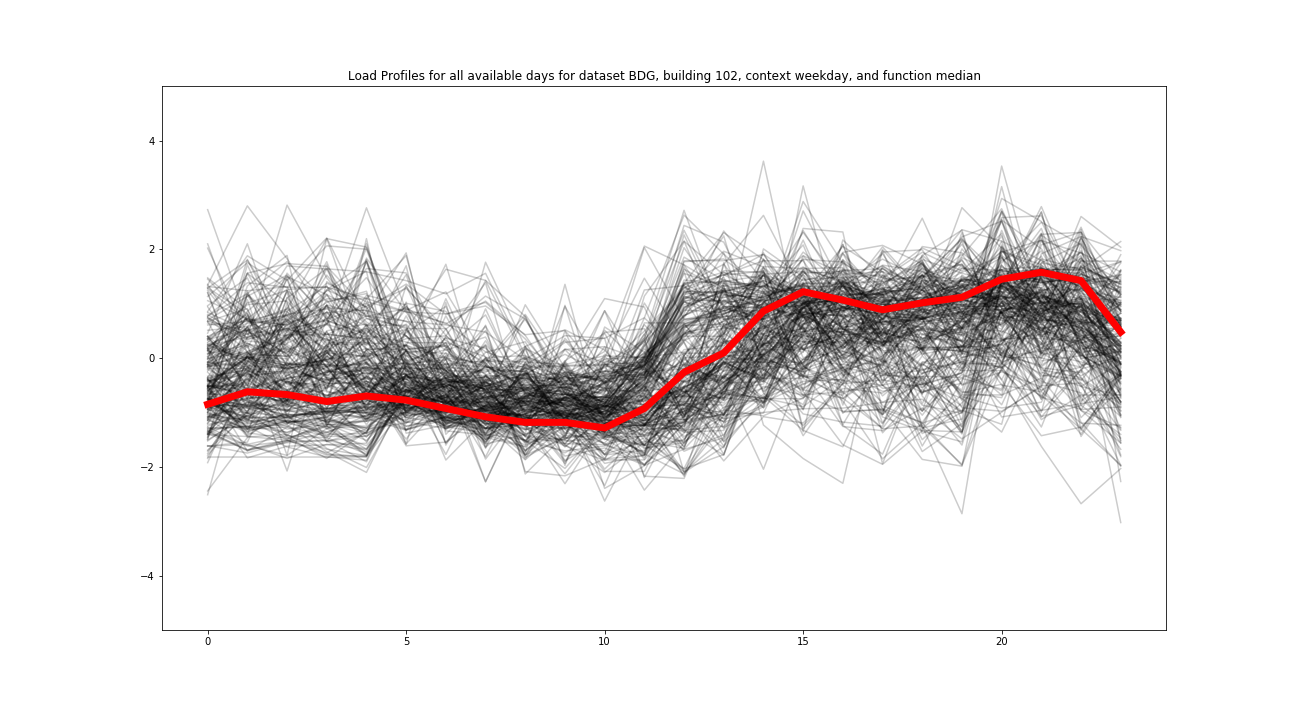 Load Profiles for all available days for dataset BDG, building 102, context weekday, and function median
4
2
0
−2
−4
0 5 10 15 20